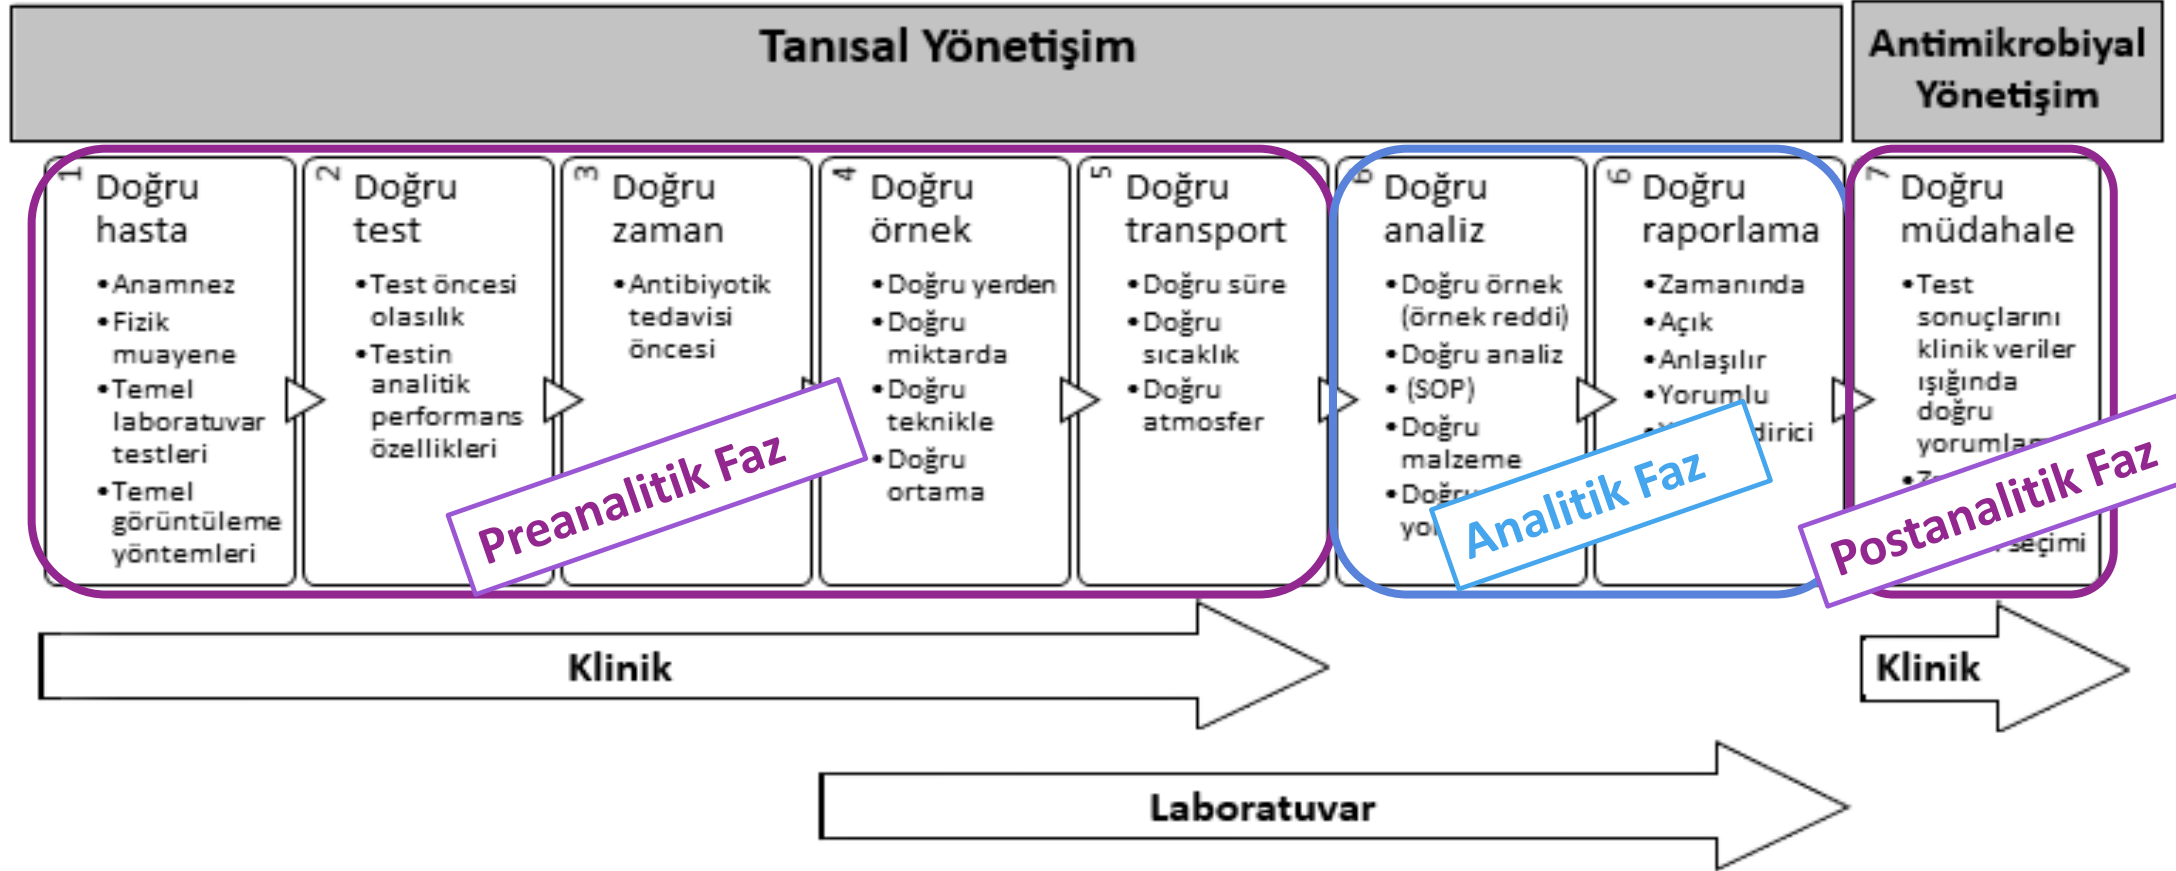 Tanısal Yönetişim
Antimikrobiyal
Yönetişim
1
Doğru
hasta
•Anamnez
•Fizik
muayene
•Temel
laboratuvar
testleri
•Temel
görüntüleme
yöntemleri
2
Doğru
test
•Test öncesi
olasılık
•Testin
analitik
performans
özellikleri
3
Doğru
zaman
•Antibiyotik
tedavisi
öncesi
4
Doğru
örnek
•Doğru yerden
•Doğru
miktarda
•Doğru
teknikle
•Doğru
ortama
5
Doğru
transport
•Doğru süre
•Doğru
sıcaklık
•Doğru
atmosfer
6
Doğru
analiz
•Doğru örnek
(örnek reddi)
•Doğru analiz
• (SOP)
•Doğru
malzeme
•Doğru
6
Doğru
raporlama
•Zamanında
•Açık
•Anlaşılır
•Yorumlu
7
Doğru
müdahale
•Test
sonuçlarını
klinik veriler
ışığında
doğru
seçimi
Preanalitik Faz
Analitik Faz
Postanalitik Faz
Klinik
Klinik
Laboratuvar